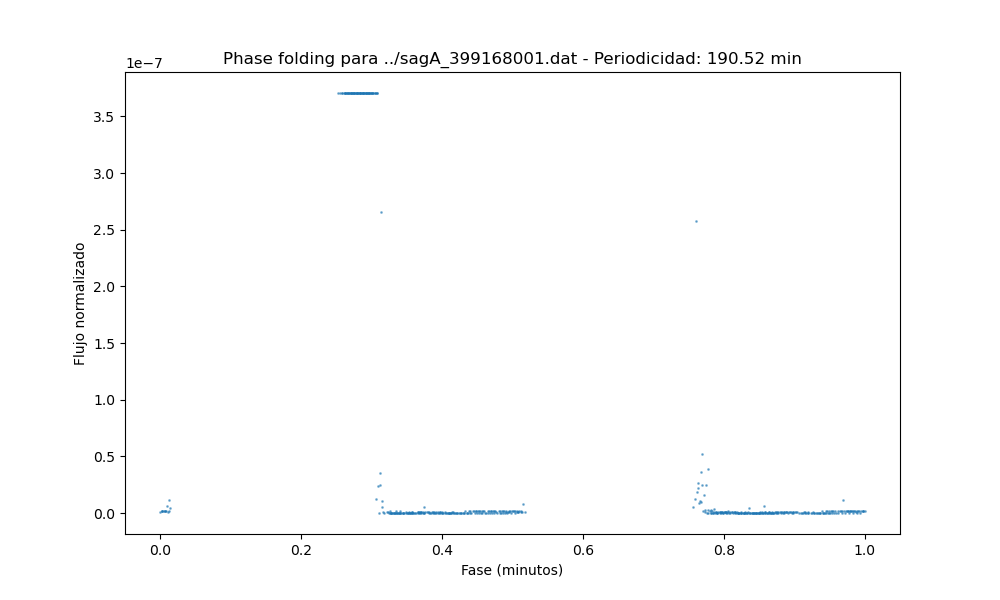 Phase folding para ../sagA_399168001.dat - Periodicidad: 190.52 min
1e−7
3.5
3.0
2.5
2.0
1.5
1.0
0.5
0.0
Flujo normalizado
0.0 0.2 0.4 0.6 0.8 1.0
Fase (minutos)